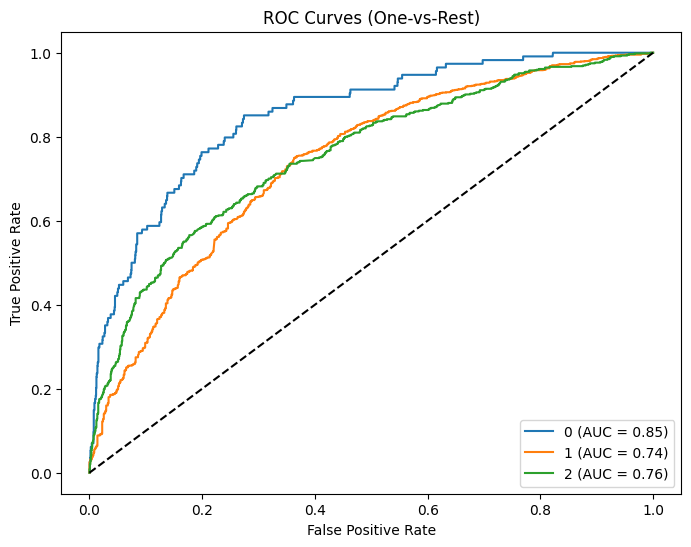 ROC Curves (One-vs-Rest)
True Positive Rate
1.0
0.8
0.6
0.4
0.2
0.0
0 (AUC = 0.85)
1 (AUC = 0.74)
2 (AUC = 0.76)
0.0 0.2 0.4 0.6 0.8 1.0
False Positive Rate